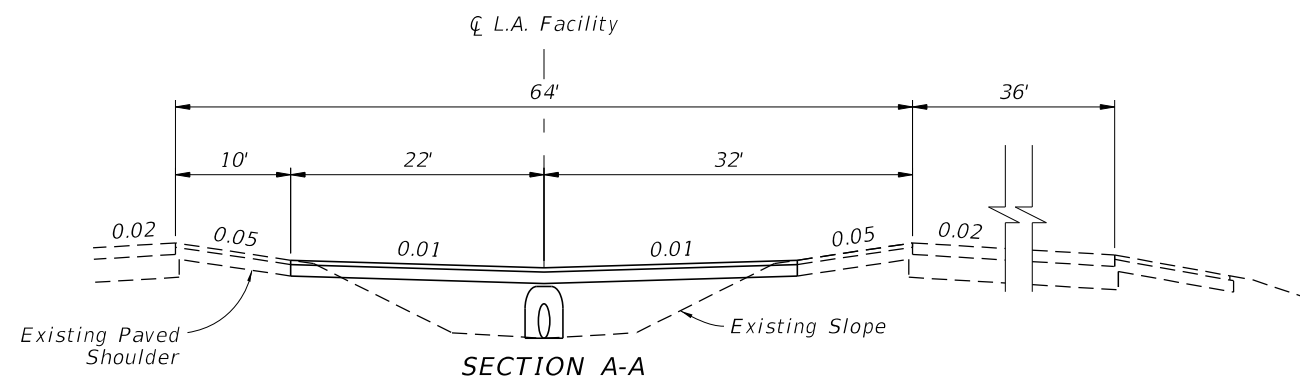 ℄ L.A. Facility
64'
36'
10'
22'
32'
0.02
0.05
0.01
0.01
0.05
0.02
Existing Paved
Shoulder
Existing Slope
SECTION A-A